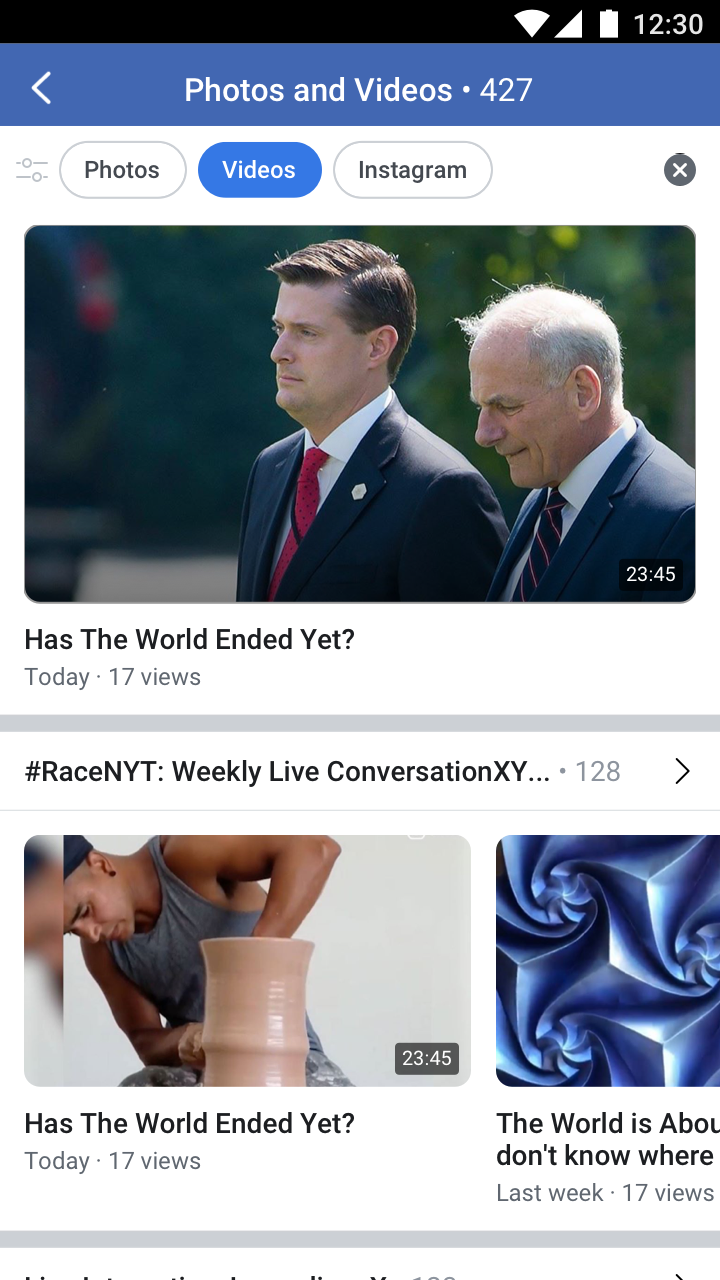 12:30
Photos and Videos • 427
Photos
Videos
Instagram
23:45
Has The World Ended Yet?
Today · 17 views
#RaceNYT: Weekly Live ConversationXY... • 128
23:45
Has The World Ended Yet?
Today · 17 views
The World is Abou
don't know where
Last week · 17 views